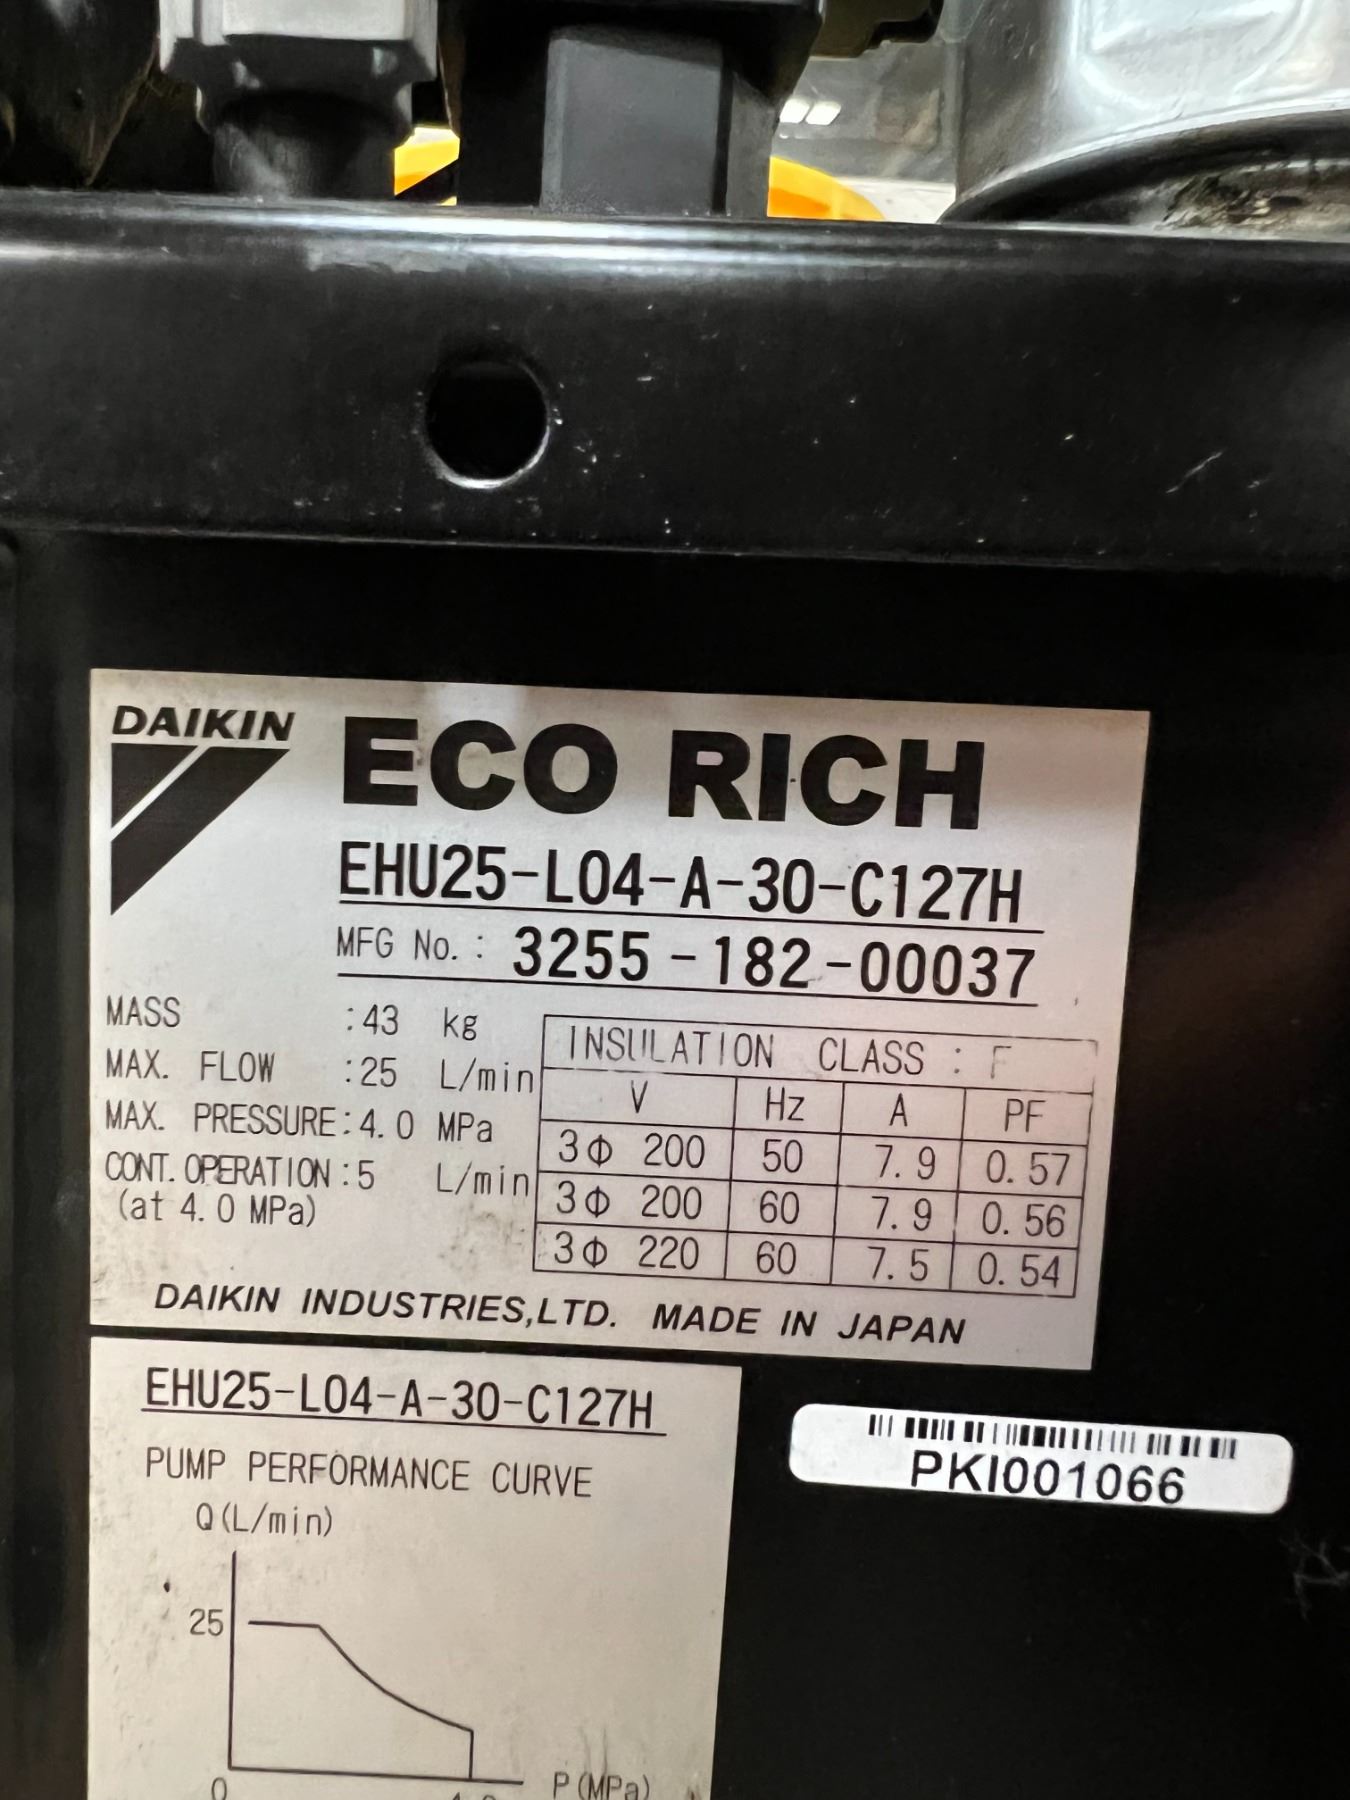 DAIKIN
ECO RICH
EHU25-L04-A-30-C127H
MFG No.: 3255-182-00037
MASS :43 kg
MAX. FLOW :25 L/min
MAX. PRESSURE:4.0 MPa
CONT. OPERATION:5 L/min
(at 4.0 MPa)
INSULATION CLASS : F
V Hz A PF
3Φ 200 50 7.9 0.57
3Φ 200 60 7.9 0.56
3Φ 220 60 7.5 0.54
DAIKIN INDUSTRIES,LTD. MADE IN JAPAN
EHU25-L04-A-30-C127H
PUMP PERFORMANCE CURVE
Q(L/min)
25
0
P(MPa)
PKI001066